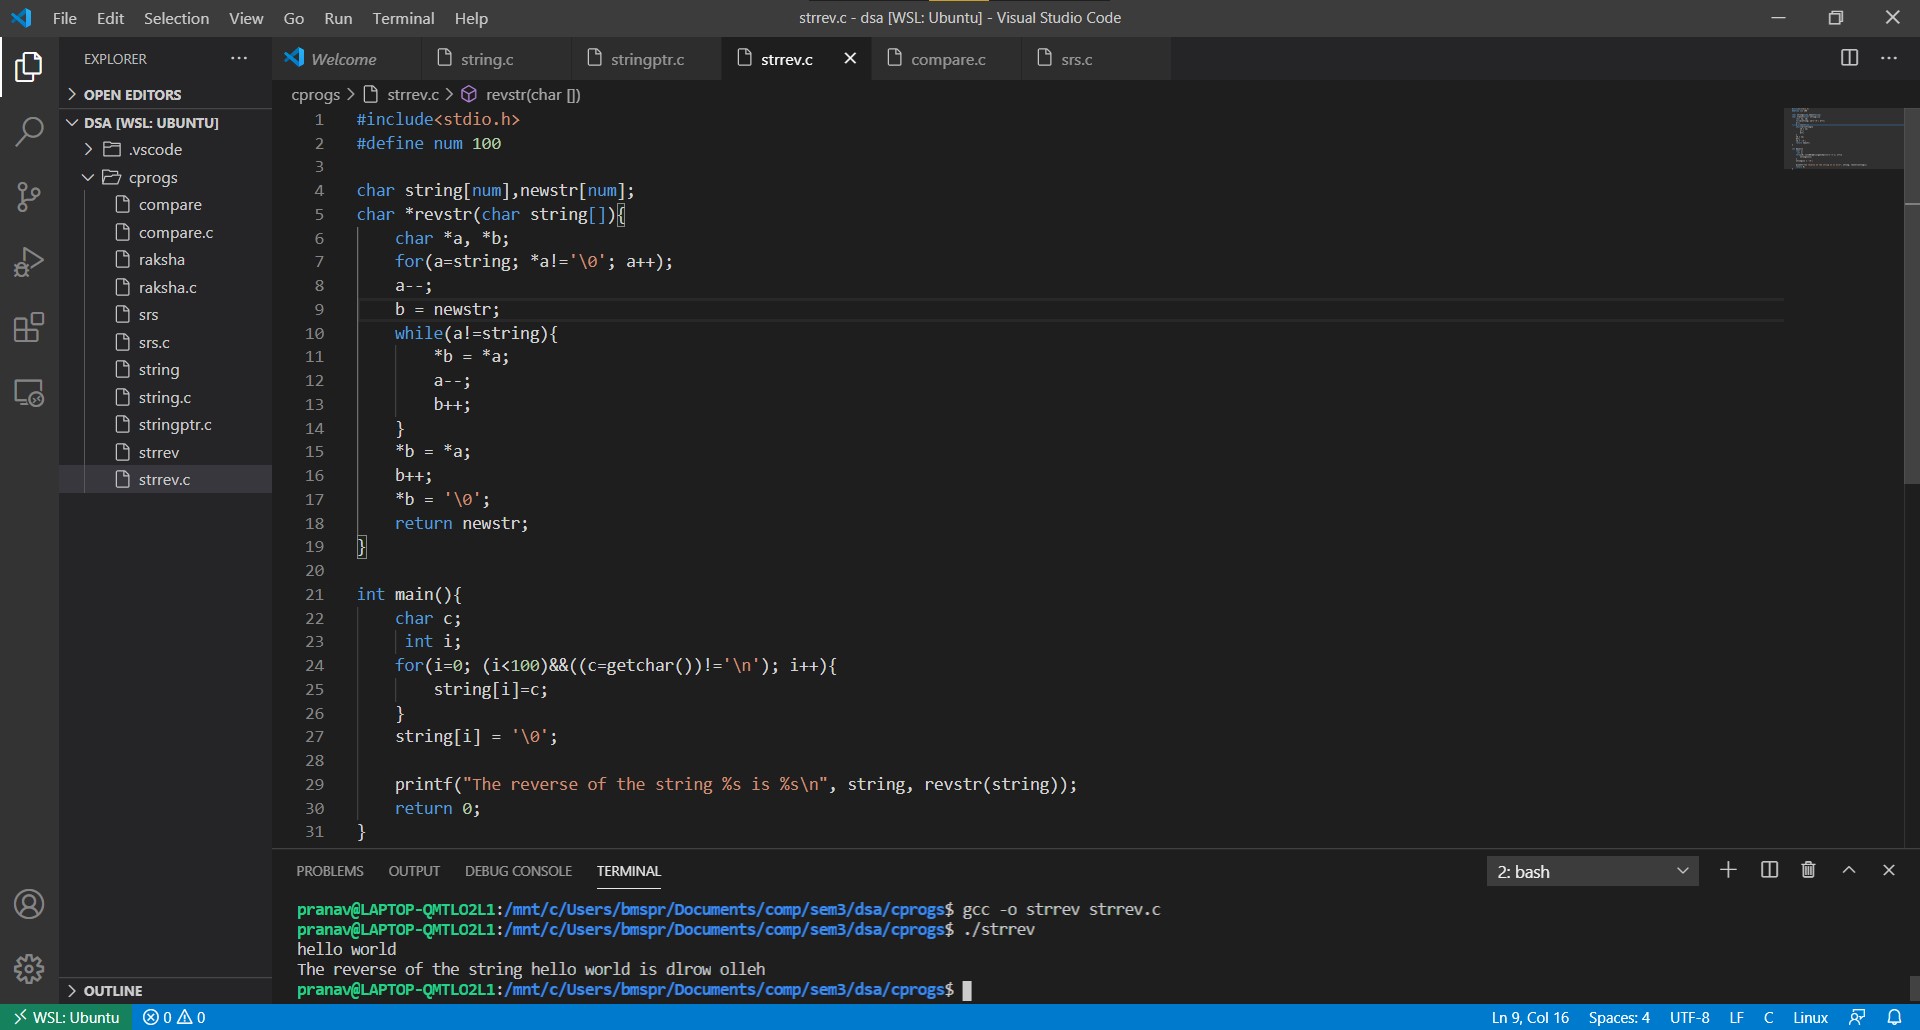 File Edit Selection View Go Run Terminal Help
strrev.c - dsa [WSL: Ubuntu] - Visual Studio Code
EXPLORER
OPEN EDITORS
DSA [WSL: UBUNTU]
.vscode
cprogs
compare
compare.c
raksha
raksha.c
srs
srs.c
string
string.c
stringptr.c
strrev
strrev.c
OUTLINE
Welcome string.c stringptr.c strrev.c compare.c srs.c
cprogs > strrev.c > revstr(char [])
1 #include<stdio.h>
2 #define num 100
3
4 char string[num],newstr[num];
5 char *revstr(char string[]){
6     char *a, *b;
7     for(a=string; *a!='\0'; a++);
8     a--;
9     b = newstr;
10     while(a!=string){
11         *b = *a;
12         a--;
13         b++;
14     }
15     *b = *a;
16     b++;
17     *b = '\0';
18     return newstr;
19 }
20
21 int main(){
22     char c;
23      int i;
24     for(i=0; (i<100)&&((c=getchar())!='\n'); i++){
25         string[i]=c;
26     }
27     string[i] = '\0';
28
29     printf("The reverse of the string %s is %s\n", string, revstr(string));
30     return 0;
31 }
PROBLEMS OUTPUT DEBUG CONSOLE TERMINAL
2: bash
pranav@LAPTOP-QMTLO2L1:/mnt/c/Users/bmspr/Documents/comp/sem3/dsa/cprogs$ gcc -o strrev strrev.c
pranav@LAPTOP-QMTLO2L1:/mnt/c/Users/bmspr/Documents/comp/sem3/dsa/cprogs$ ./strrev
hello world
The reverse of the string hello world is dlrow olleh
pranav@LAPTOP-QMTLO2L1:/mnt/c/Users/bmspr/Documents/comp/sem3/dsa/cprogs$
WSL: Ubuntu 0 0
Ln 9, Col 16 Spaces: 4 UTF-8 LF C Linux